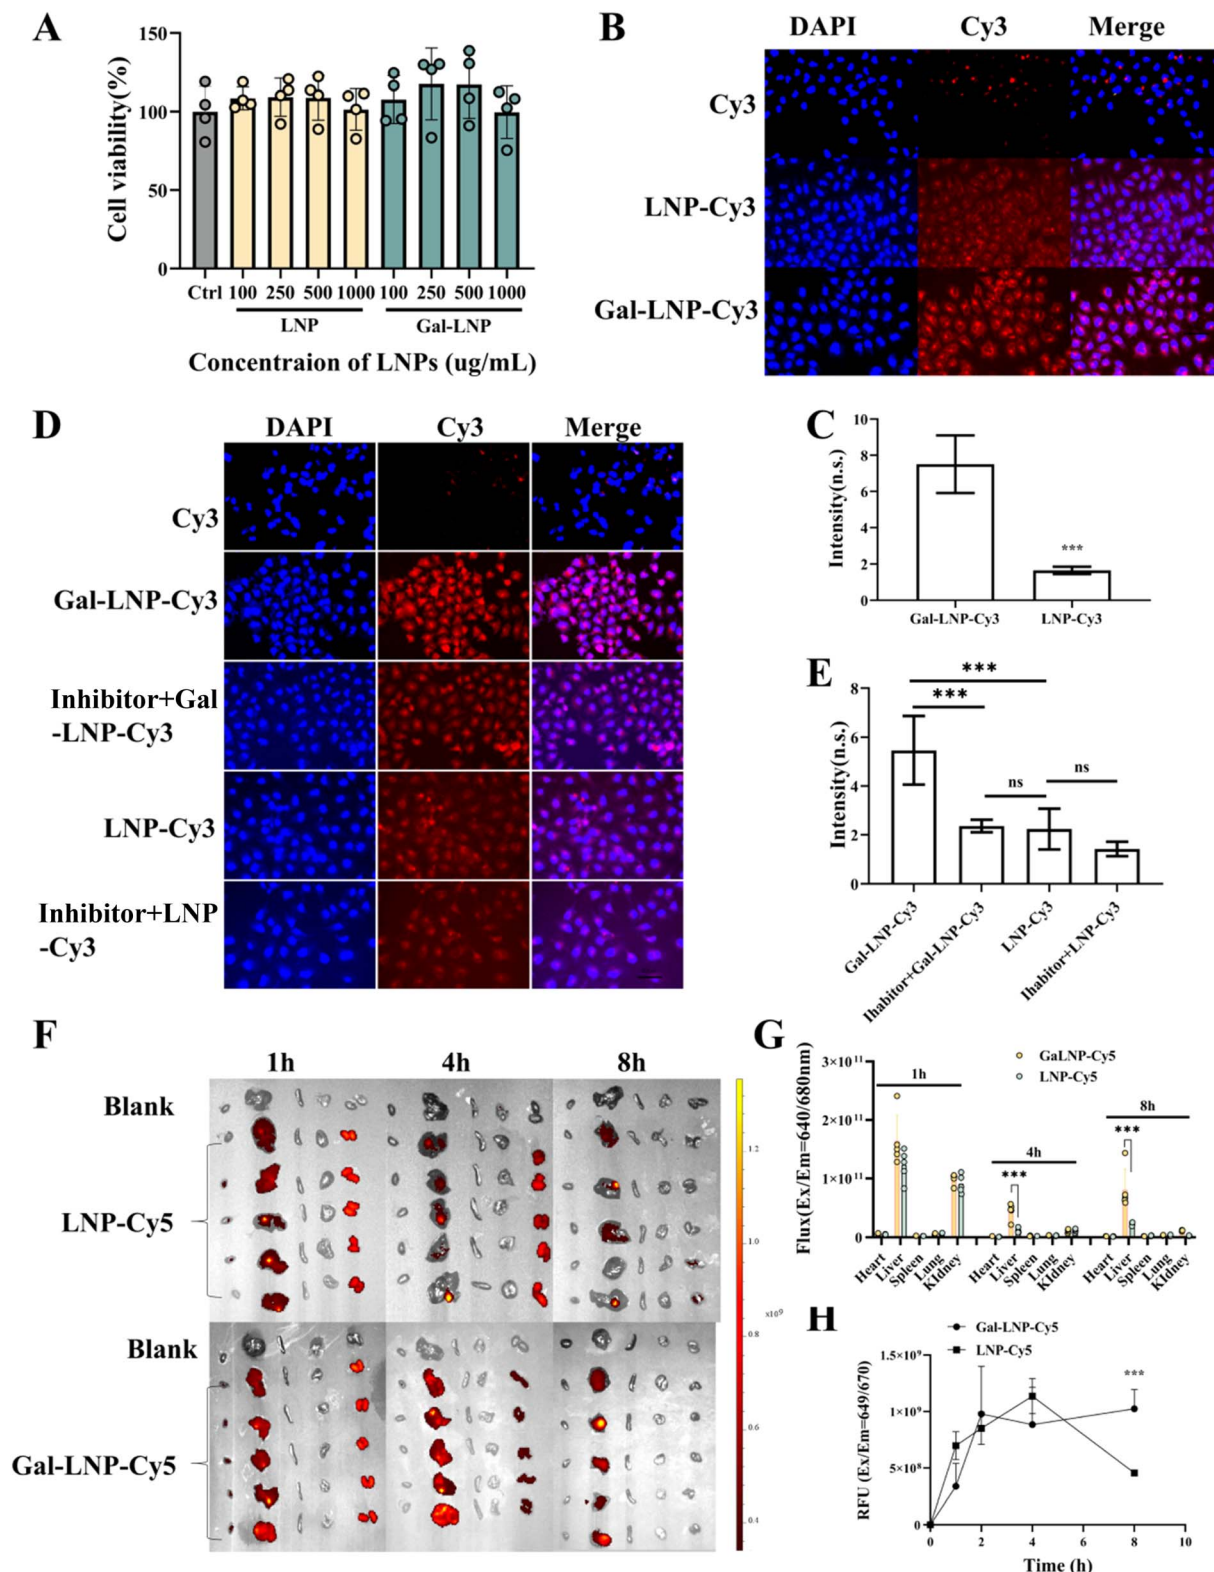 A
150
100
50
0
Cell viability(%)
Ctrl 100 250 500 1000 100 250 500 1000
LNP Gal-LNP
Concentraion of LNPs (ug/mL)
B
DAPI Cy3 Merge
Cy3
LNP-Cy3
Gal-LNP-Cy3
D
DAPI Cy3 Merge
Cy3
Gal-LNP-Cy3
Inhibitor+Gal
-LNP-Cy3
LNP-Cy3
Inhibitor+LNP
-Cy3
C
10
8
6
4
2
0
Intensity(n.s.)
***
Gal-LNP-Cy3 LNP-Cy3
E
8
6
4
2
0
Intensity(n.s.)
***
***
ns
ns
Gal-LNP-Cy3
Ihabitor+Gal-LNP-Cy3
LNP-Cy3
Ihabitor+LNP-Cy3
F
1h 4h 8h
Blank
LNP-Cy5
Blank
Gal-LNP-Cy5
1.2
1.0
x10⁹
0.8
0.6
0.4
G
GaLNP-Cy5
LNP-Cy5
3×10¹¹
2×10¹¹
1×10¹¹
0
Flux(Ex/Em=640/680nm)
1h
4h
8h
***
***
Heart Liver Spleen Lung KIdney Heart Liver Spleen Lung KIdney Heart Liver Spleen Lung KIdney
H
Gal-LNP-Cy5
LNP-Cy5
1.5×10⁹
1×10⁹
5×10⁸
0
RFU (Ex/Em=649/670)
***
0 2 4 6 8 10
Time (h)